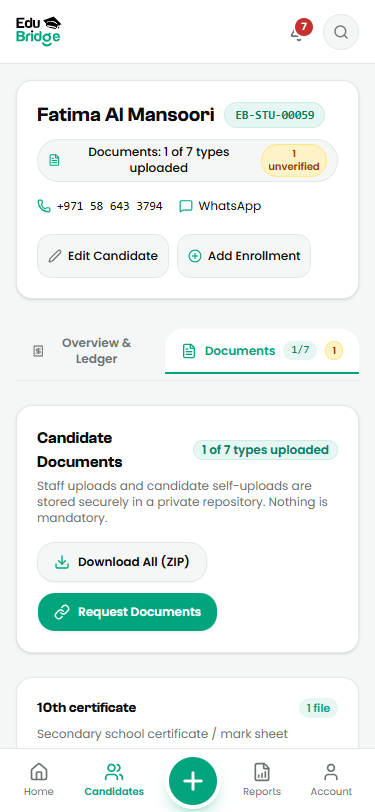 Edu
Bridge
7
Fatima Al Mansoori
EB-STU-00059
Documents: 1 of 7 types
uploaded
1
unverified
+971 58 643 3794
WhatsApp
Edit Candidate
Add Enrollment
Overview &
Ledger
Documents
1/7
1
Candidate
Documents
1 of 7 types uploaded
Staff uploads and candidate self-uploads are
stored securely in a private repository. Nothing is
mandatory.
Download All (ZIP)
Request Documents
10th certificate
1 file
Secondary school certificate / mark sheet
Home
Candidates
Reports
Account